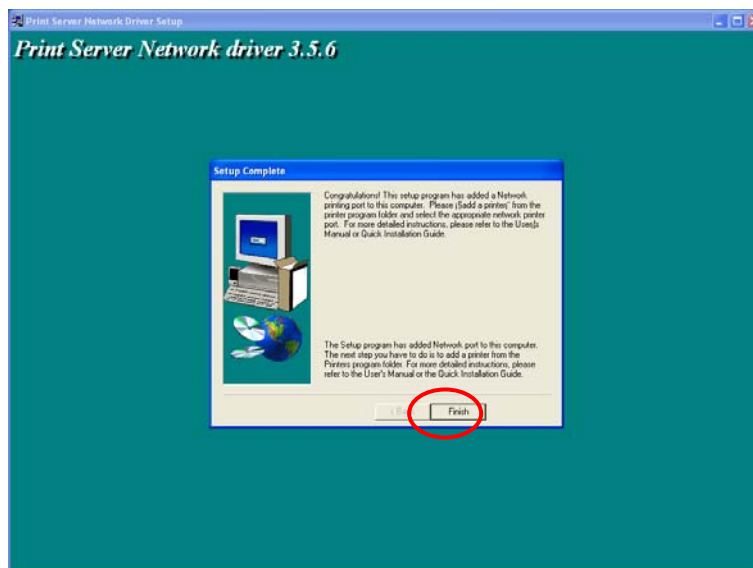 Print Server Network Driver Setup
Print Server Network driver 3.5.6
Setup Complete
Congratulations! This setup program has added a Network
printing port to this computer. Please ¡§add a printer¡¨ from the
printer program folder and select the appropriate network printer
port. For more detailed instructions, please refer to the User¡¦s
Manual or Quick Installation Guide.
The Setup program has added Network port to this computer.
The next step you have to do is to add a printer from the
Printers program folder. For more detailed instructions, please
refer to the User's Manual or the Quick Installation Guide.
Finish